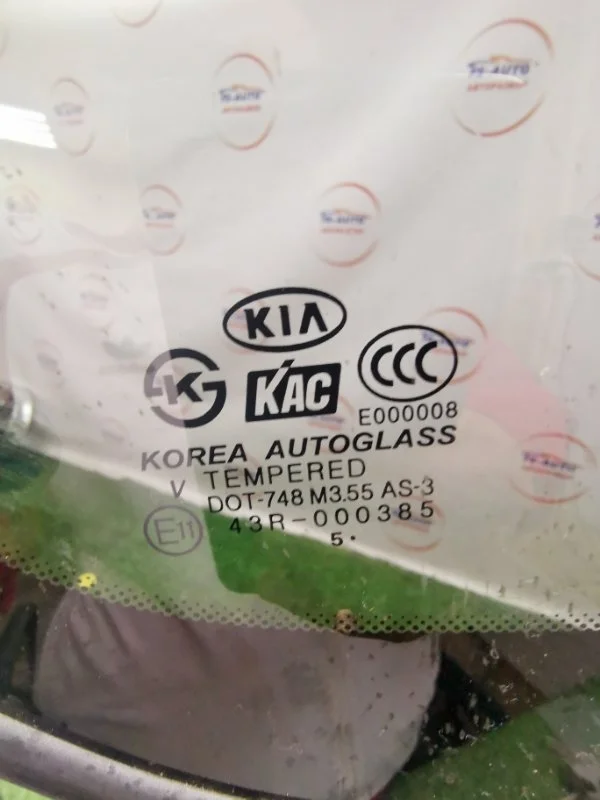 KIA
K
KAC
CCC
E000008
KOREA AUTOGLASS
V TEMPERED
DOT-748 M3.55 AS-3
E11 43R-000385
5·